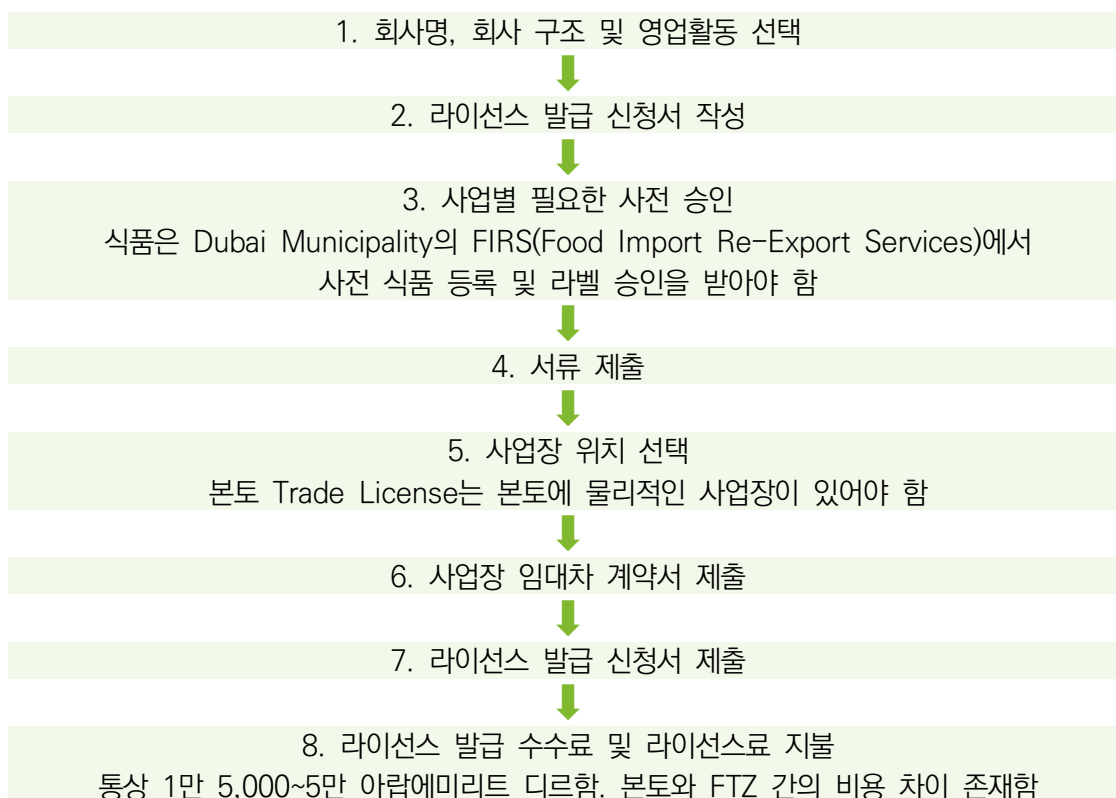 1. 회사명, 회사 구조 및 영업활동 선택
2. 라이선스 발급 신청서 작성
3. 사업별 필요한 사전 승인
식품은 Dubai Municipality의 FIRS(Food Import Re-Export Services)에서
사전 식품 등록 및 라벨 승인을 받아야 함
4. 서류 제출
5. 사업장 위치 선택
본토 Trade License는 본토에 물리적인 사업장이 있어야 함
6. 사업장 임대차 계약서 제출
7. 라이선스 발급 신청서 제출
8. 라이선스 발급 수수료 및 라이선스료 지불
통상 1만 5,000~5만 아랍에미리트 디르함. 본토와 FTZ 간의 비용 차이 존재함